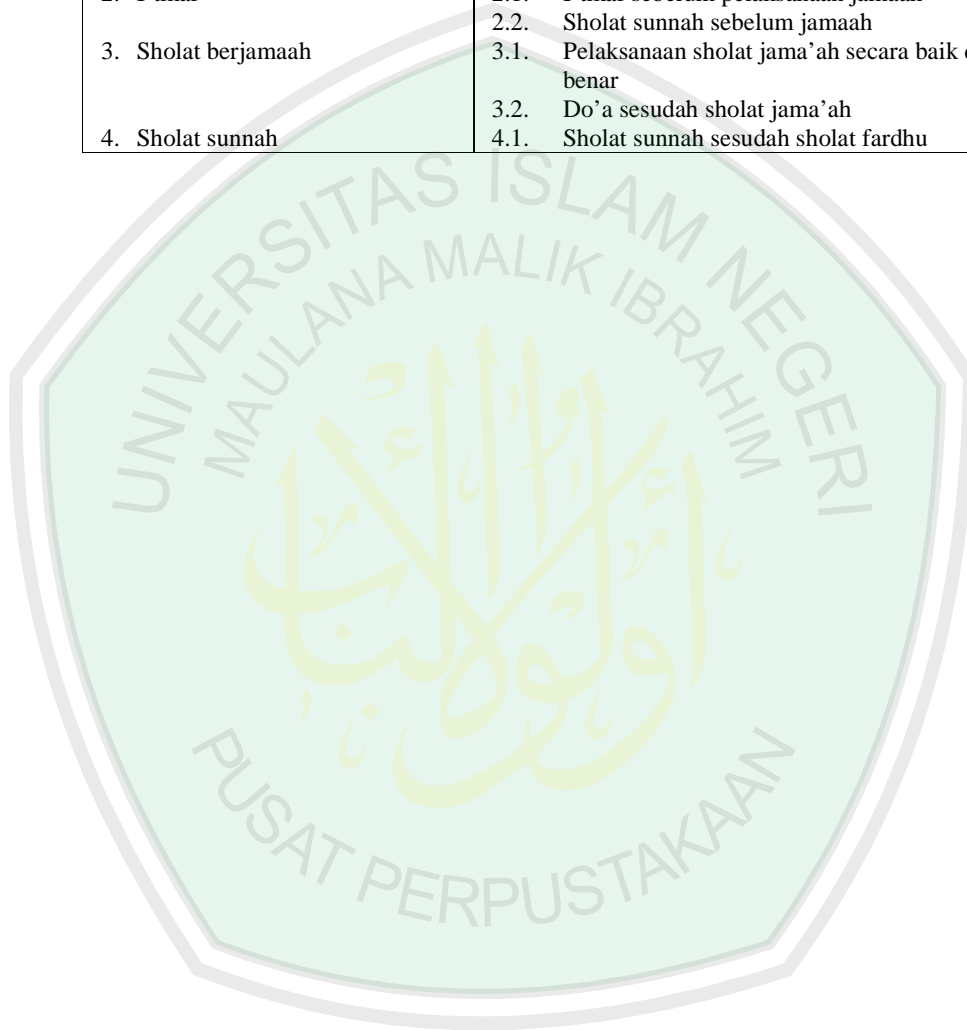 2.2. Sholat sunnah sebelum jamaah
3. Sholat berjamaah 3.1. Pelaksanaan sholat jama'ah secara baik
benar
3.2. Do'a sesudah sholat jama'ah
4. Sholat sunnah 4.1. Sholat sunnah sesudah sholat fardhu
UNIVERSITAS ISLAM NEGERI
MAULANA MALIK IBRAHIM
PUSAT PERPUSTAKAAN